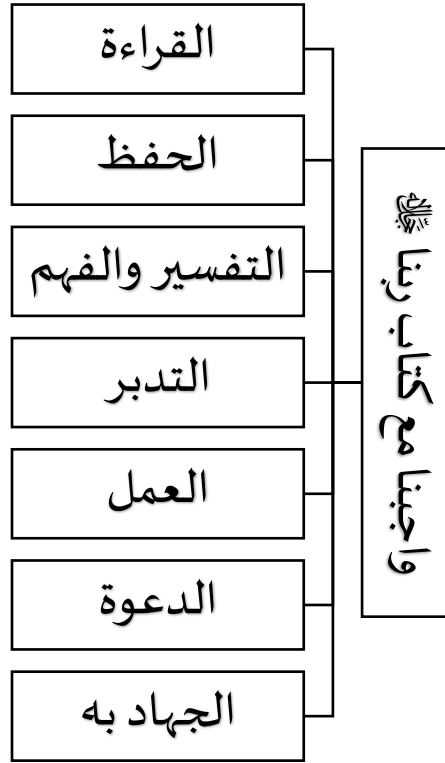 واجبنا مع كتاب ربنا ﷻ
القراءة
الحفظ
التفسير والفهم
التدبر
العمل
الدعوة
الجهاد به